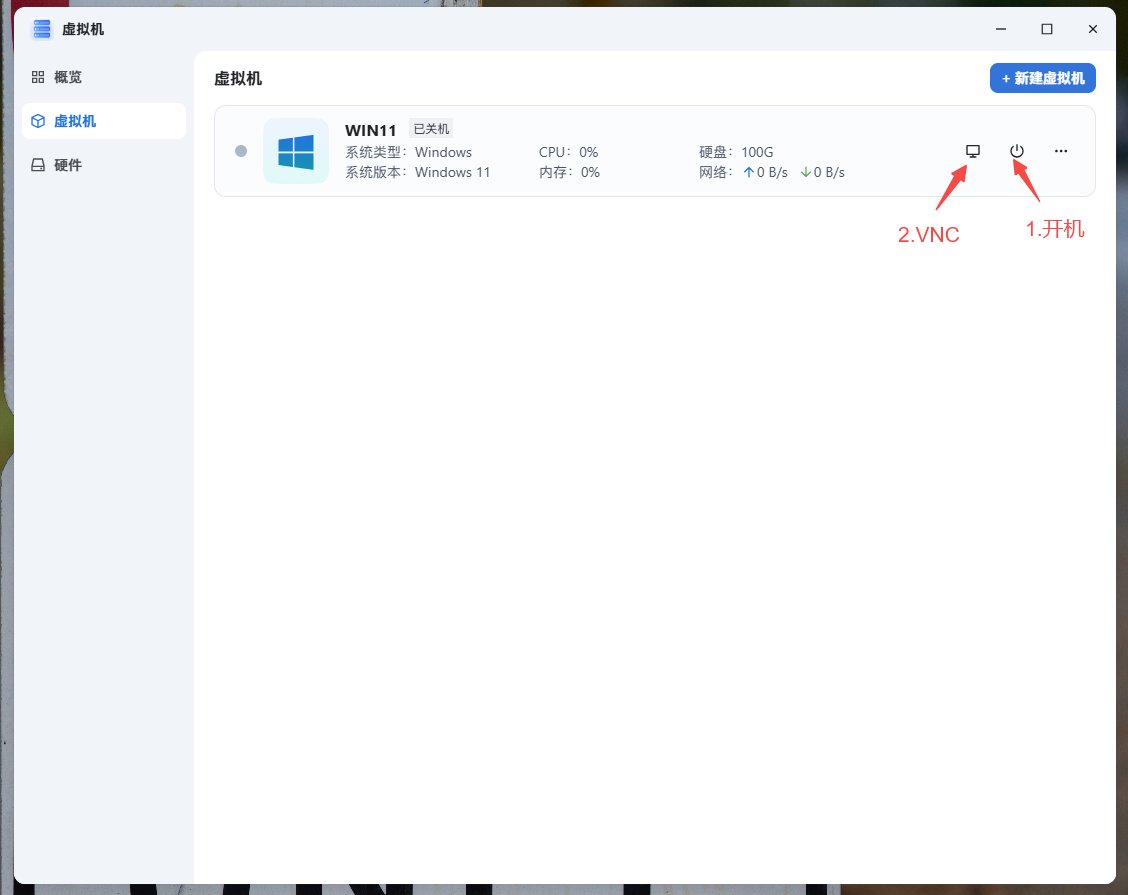 虚拟机
概览
虚拟机
硬件
虚拟机
+ 新建虚拟机
WIN11 已关机
系统类型：Windows CPU：0% 硬盘：100G
系统版本：Windows 11 内存：0% 网络：↑0 B/s ↓0 B/s
2.VNC
1.开机